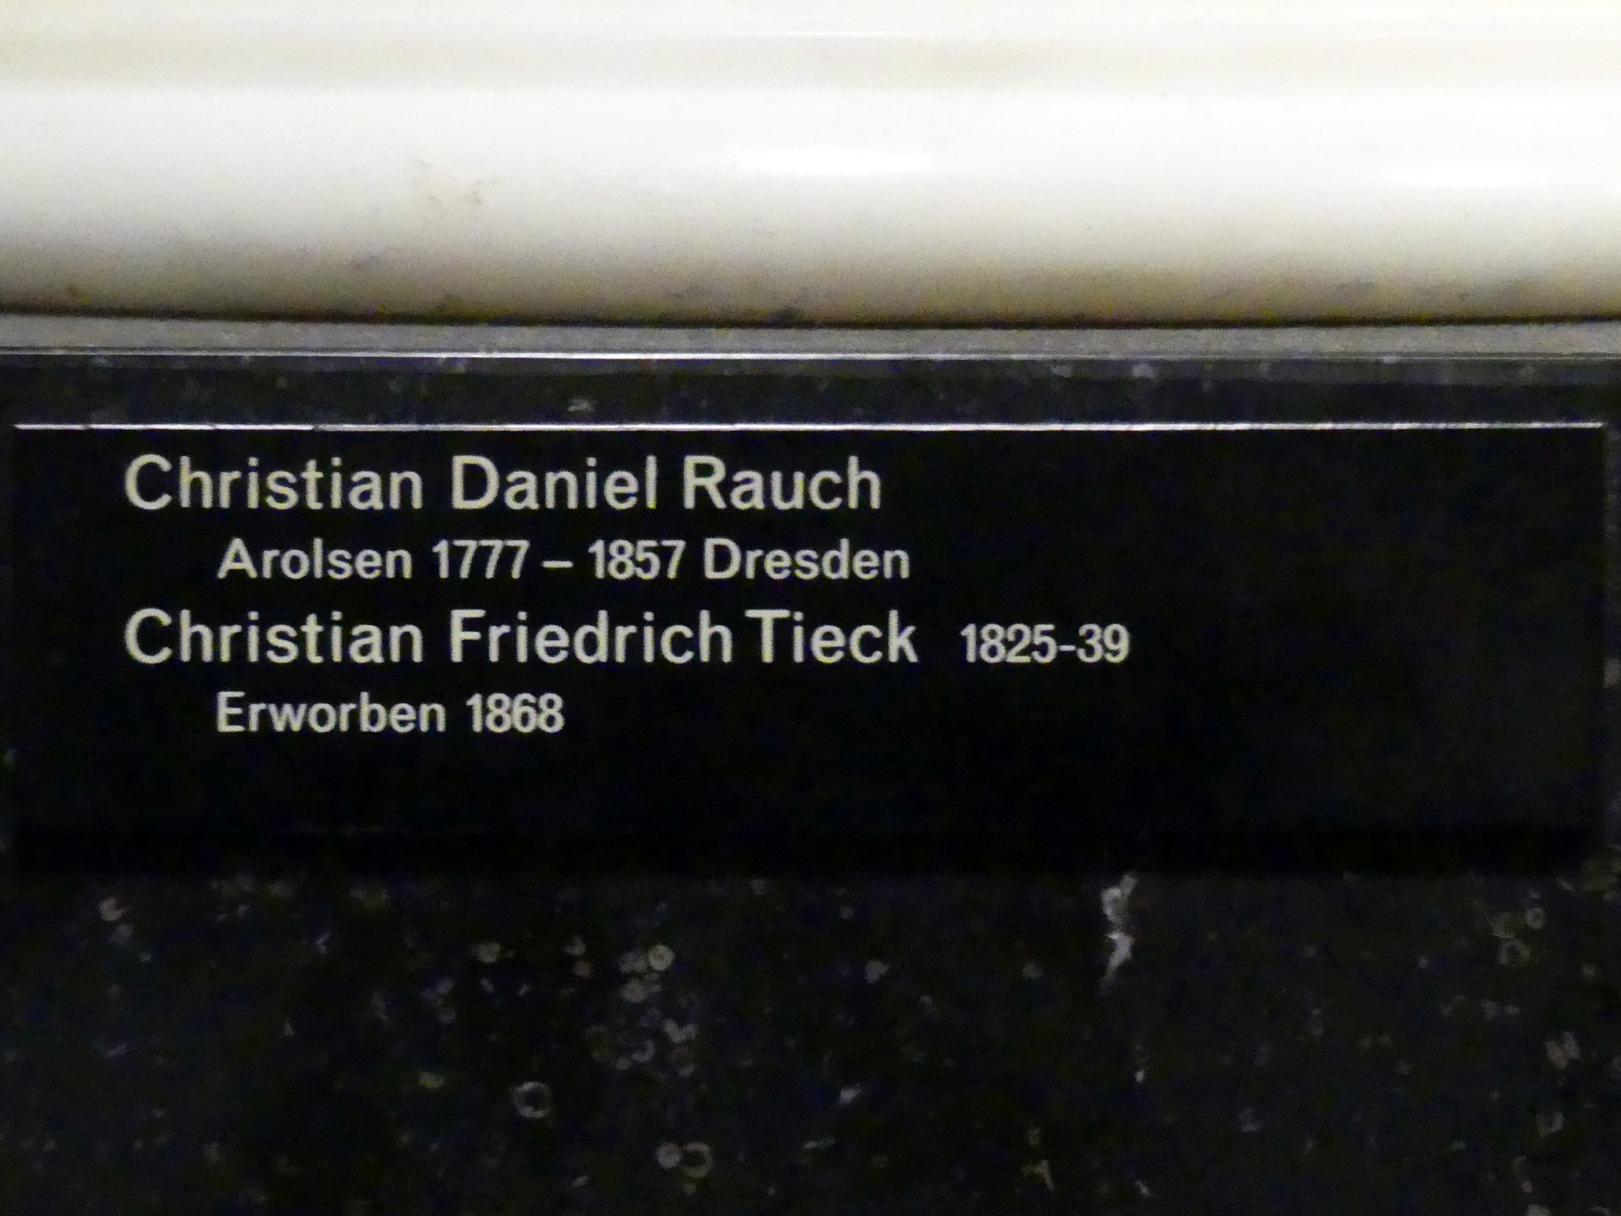 Christian Daniel Rauch
Arolsen 1777 – 1857 Dresden
Christian Friedrich Tieck 1825-39
Erworben 1868